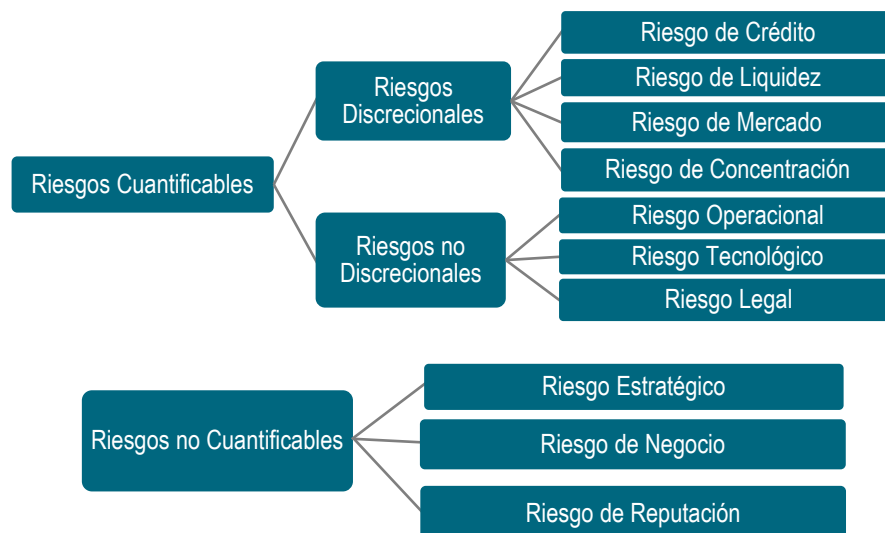 Riesgos Cuantificables
Riesgos
Discrecionales
Riesgo de Crédito
Riesgo de Liquidez
Riesgo de Mercado
Riesgo de Concentración
Riesgos no
Discrecionales
Riesgo Operacional
Riesgo Tecnológico
Riesgo Legal
Riesgos no Cuantificables
Riesgo Estratégico
Riesgo de Negocio
Riesgo de Reputación